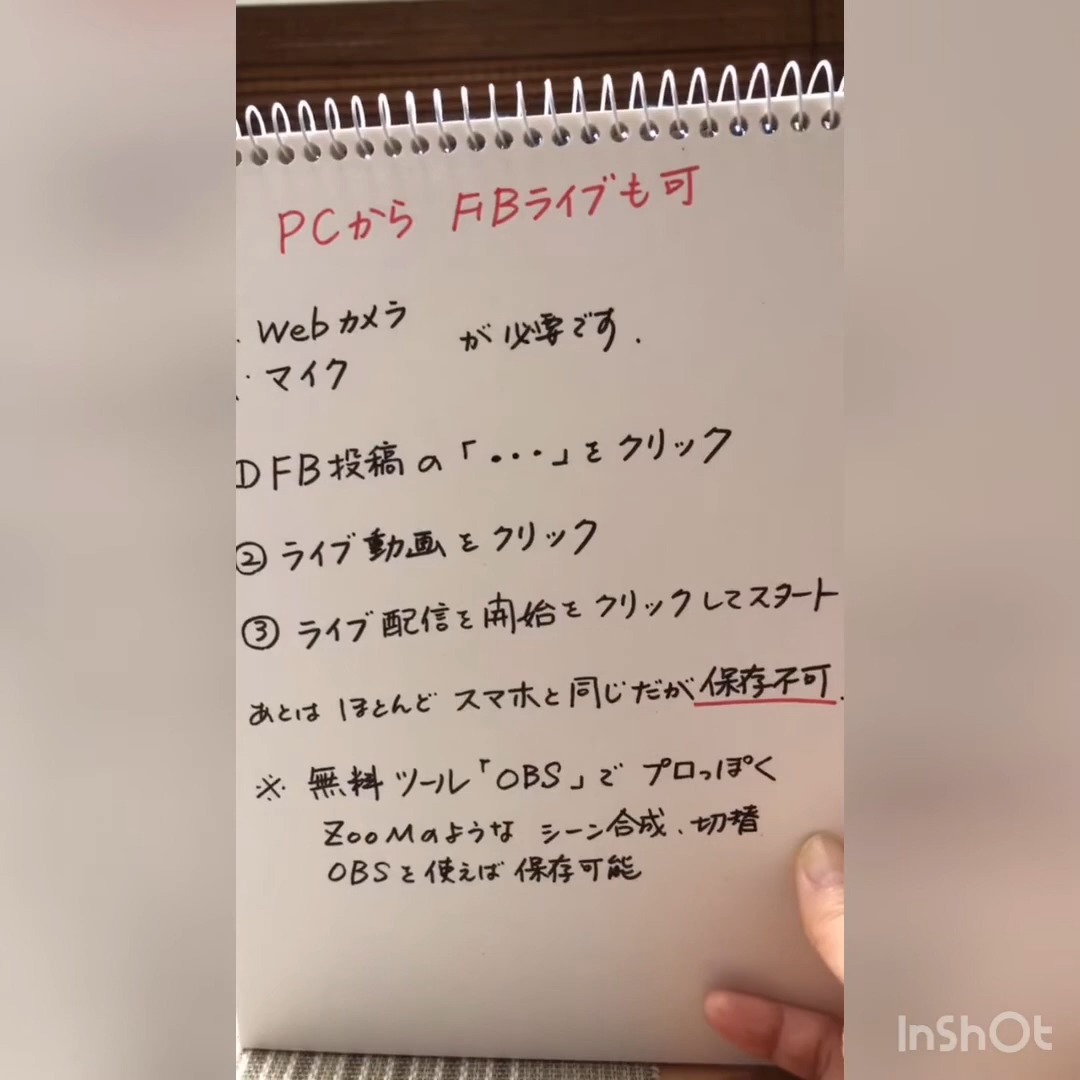 PCから FBライブも可
・Webカメラ
が必要です.
・マイク
①FB投稿の「・・・」をクリック
②ライブ動画をクリック
③ライブ配信を開始をクリックしてスタート
あとはほとんどスマホと同じだが保存不可.
※無料ツール「OBS」でプロっぽく
ZOOMのような シーン合成、切替
OBSを使えば保存可能
InShOt